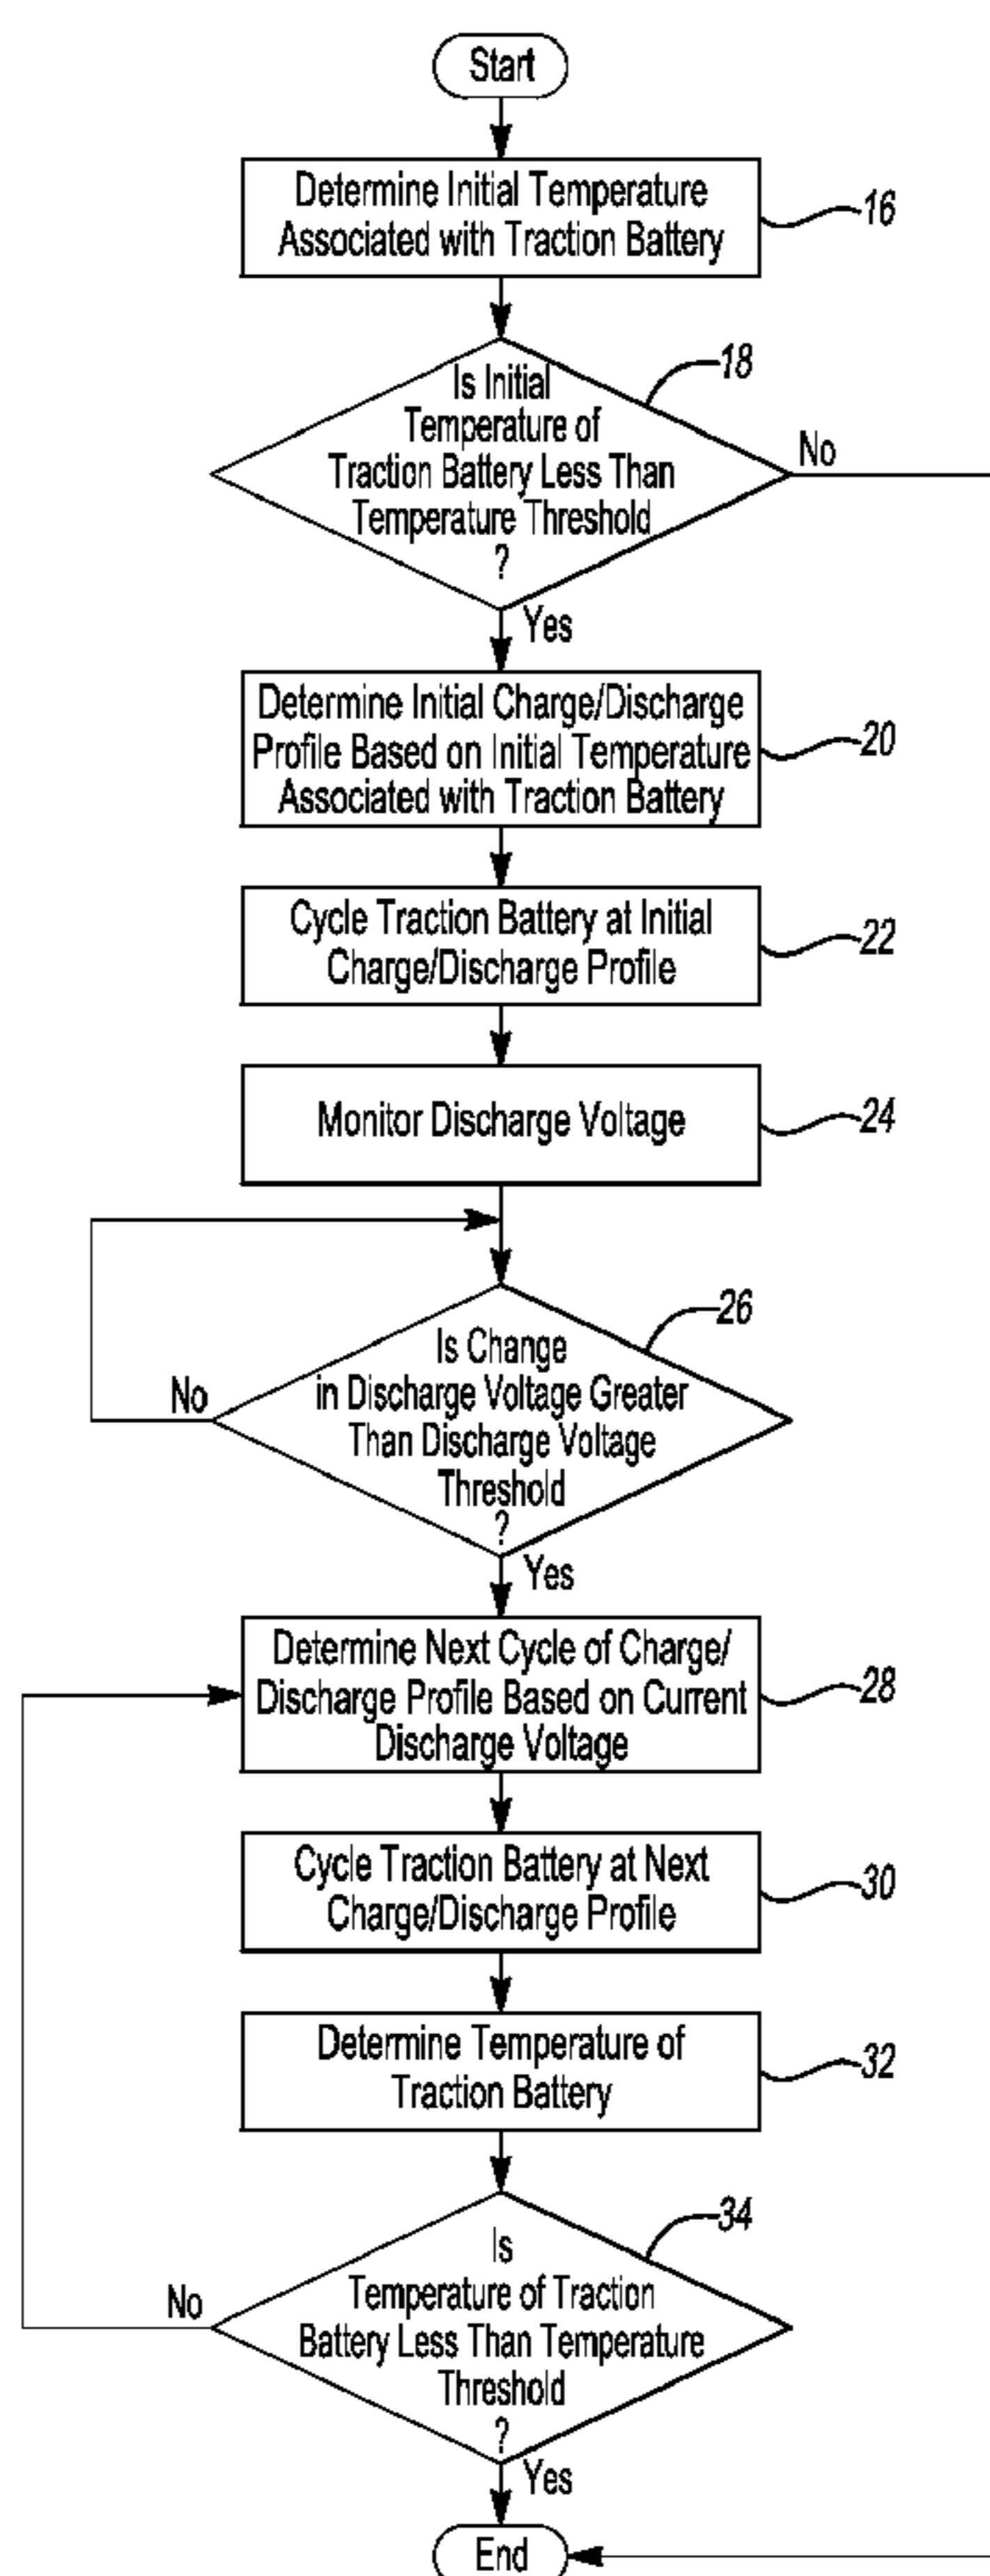 Start
Determine Initial Temperature
Associated with Traction Battery
16
Is Initial
Temperature of
Traction Battery Less Than
Temperature Threshold
?
18
No
Yes
Determine Initial Charge/Discharge
Profile Based on Initial Temperature
Associated with Traction Battery
20
Cycle Traction Battery at Initial
Charge/Discharge Profile
22
Monitor Discharge Voltage
24
Is Change
in Discharge Voltage Greater
Than Discharge Voltage
Threshold
?
26
No
Yes
Determine Next Cycle of Charge/
Discharge Profile Based on Current
Discharge Voltage
28
Cycle Traction Battery at Next
Charge/Discharge Profile
30
Determine Temperature of
Traction Battery
32
Is
Temperature of Traction
Battery Less Than Temperature
Threshold
?
34
No
Yes
End